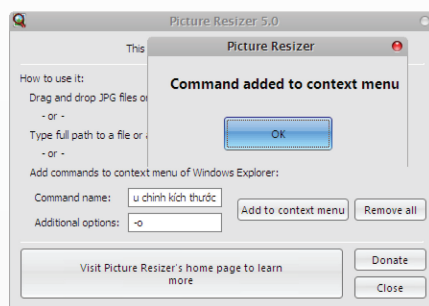 Picture Resizer 5.0
Picture Resizer
This
Command added to context menu
How to use it:
Drag and drop JPG files or
- or -
OK
Type full path to a file or
- or -
Add commands to context menu of Windows Explorer:
Command name:
u chinh kích thước
Add to context menu
Remove all
Additional options:
-o
Visit Picture Resizer's home page to learn
more
Donate
Close